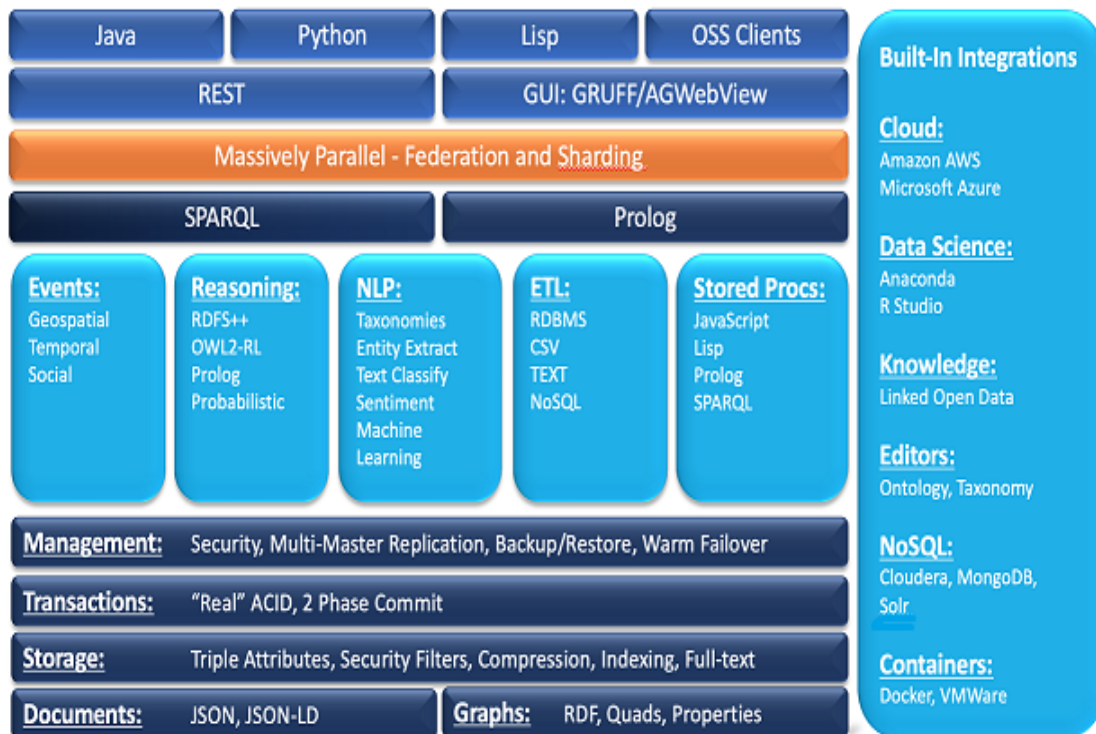 Java
Python
Lisp
OSS Clients
REST
GUI: GRUFF/AGWebView
Massively Parallel - Federation and Sharding
SPARQL
Prolog
Events:
Geospatial
Temporal
Social
Reasoning:
RDFS++
OWL2-RL
Prolog
Probabilistic
NLP:
Taxonomies
Entity Extract
Text Classify
Sentiment
Machine
Learning
ETL:
RDBMS
CSV
TEXT
NoSQL
Stored Procs:
JavaScript
Lisp
Prolog
SPARQL
Management: Security, Multi-Master Replication, Backup/Restore, Warm Failover
Transactions: “Real” ACID, 2 Phase Commit
Storage: Triple Attributes, Security Filters, Compression, Indexing, Full-text
Documents: JSON, JSON-LD
Graphs: RDF, Quads, Properties
Built-In Integrations
Cloud:
Amazon AWS
Microsoft Azure
Data Science:
Anaconda
R Studio
Knowledge:
Linked Open Data
Editors:
Ontology, Taxonomy
NoSQL:
Cloudera, MongoDB,
Solr
Containers:
Docker, VMWare